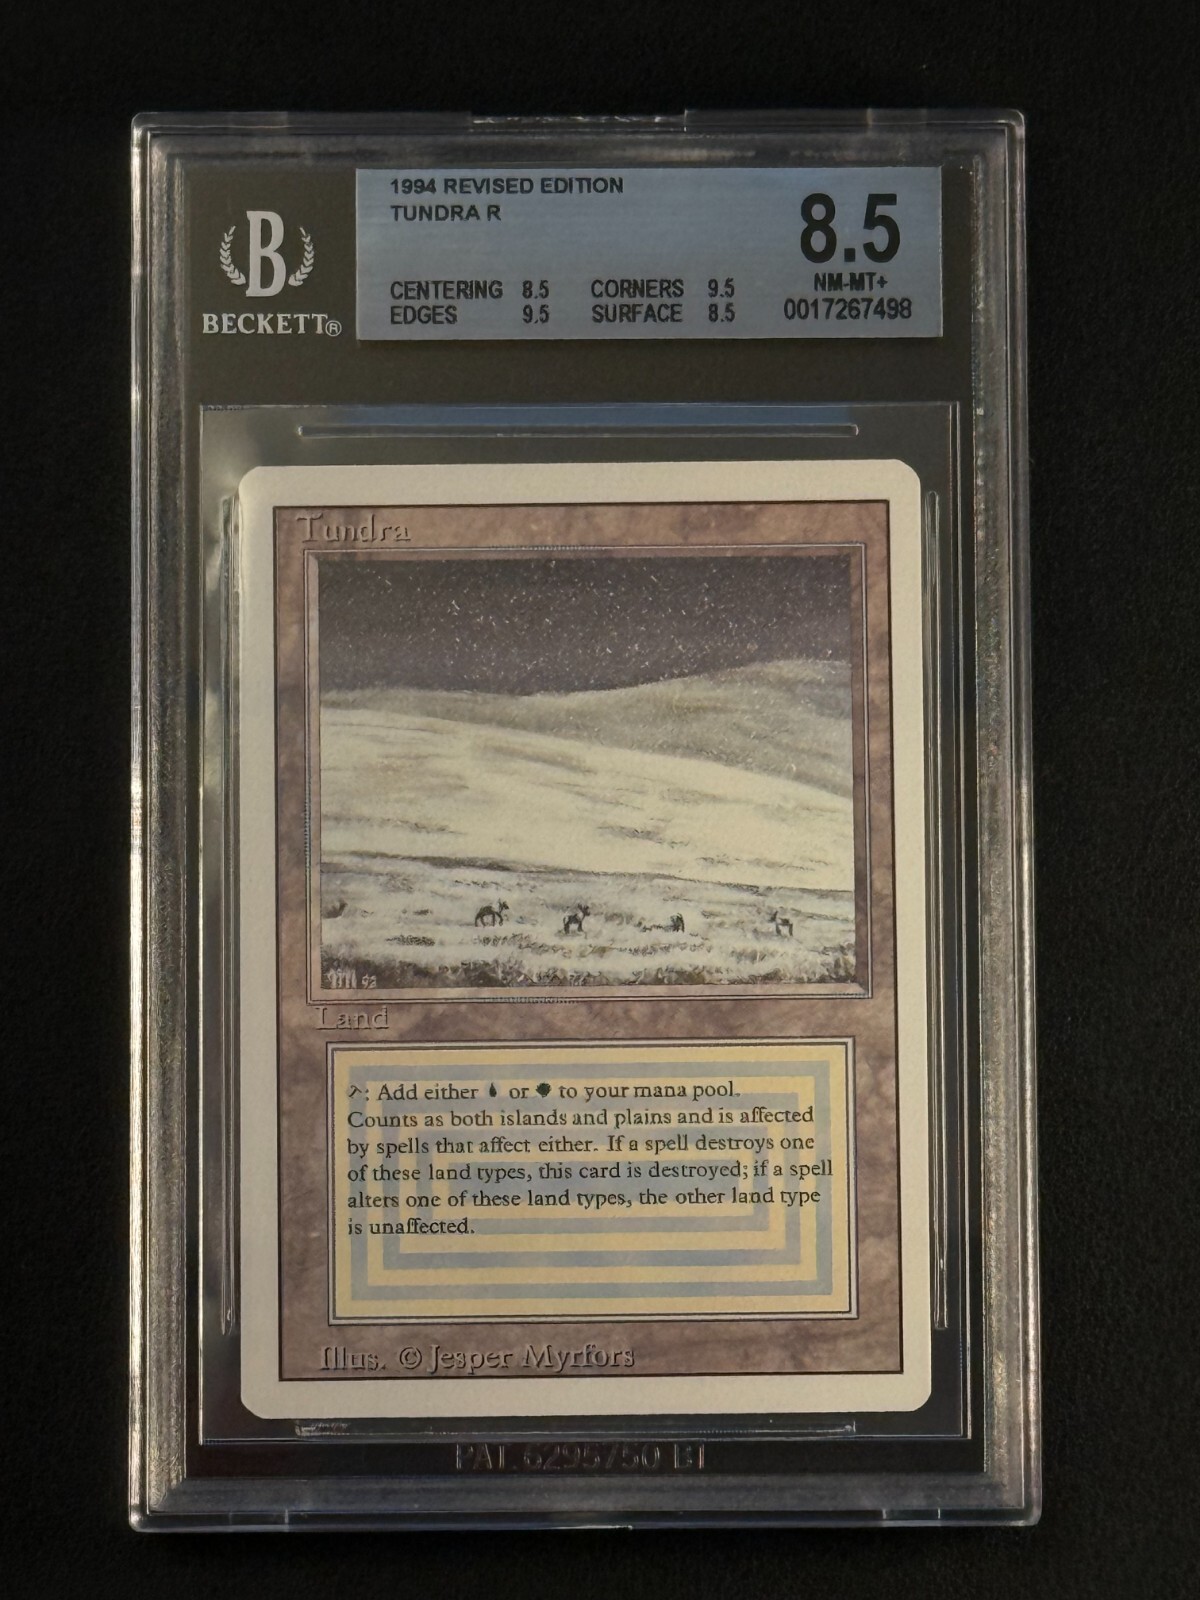 1994 REVISED EDITION
TUNDRA R
8.5
CENTERING 8.5 CORNERS 9.5 NM-MT+
EDGES 9.5 SURFACE 8.5 0017267498
B
BECKETT®
Tundra
Land
: Add either or to your mana pool.
Counts as both islands and plains and is affected
by spells that affect either. If a spell destroys one
of these land types, this card is destroyed; if a spell
alters one of these land types, the other land type
is unaffected.
Illus. © Jesper Myrfors
PAT. 6295750 B1